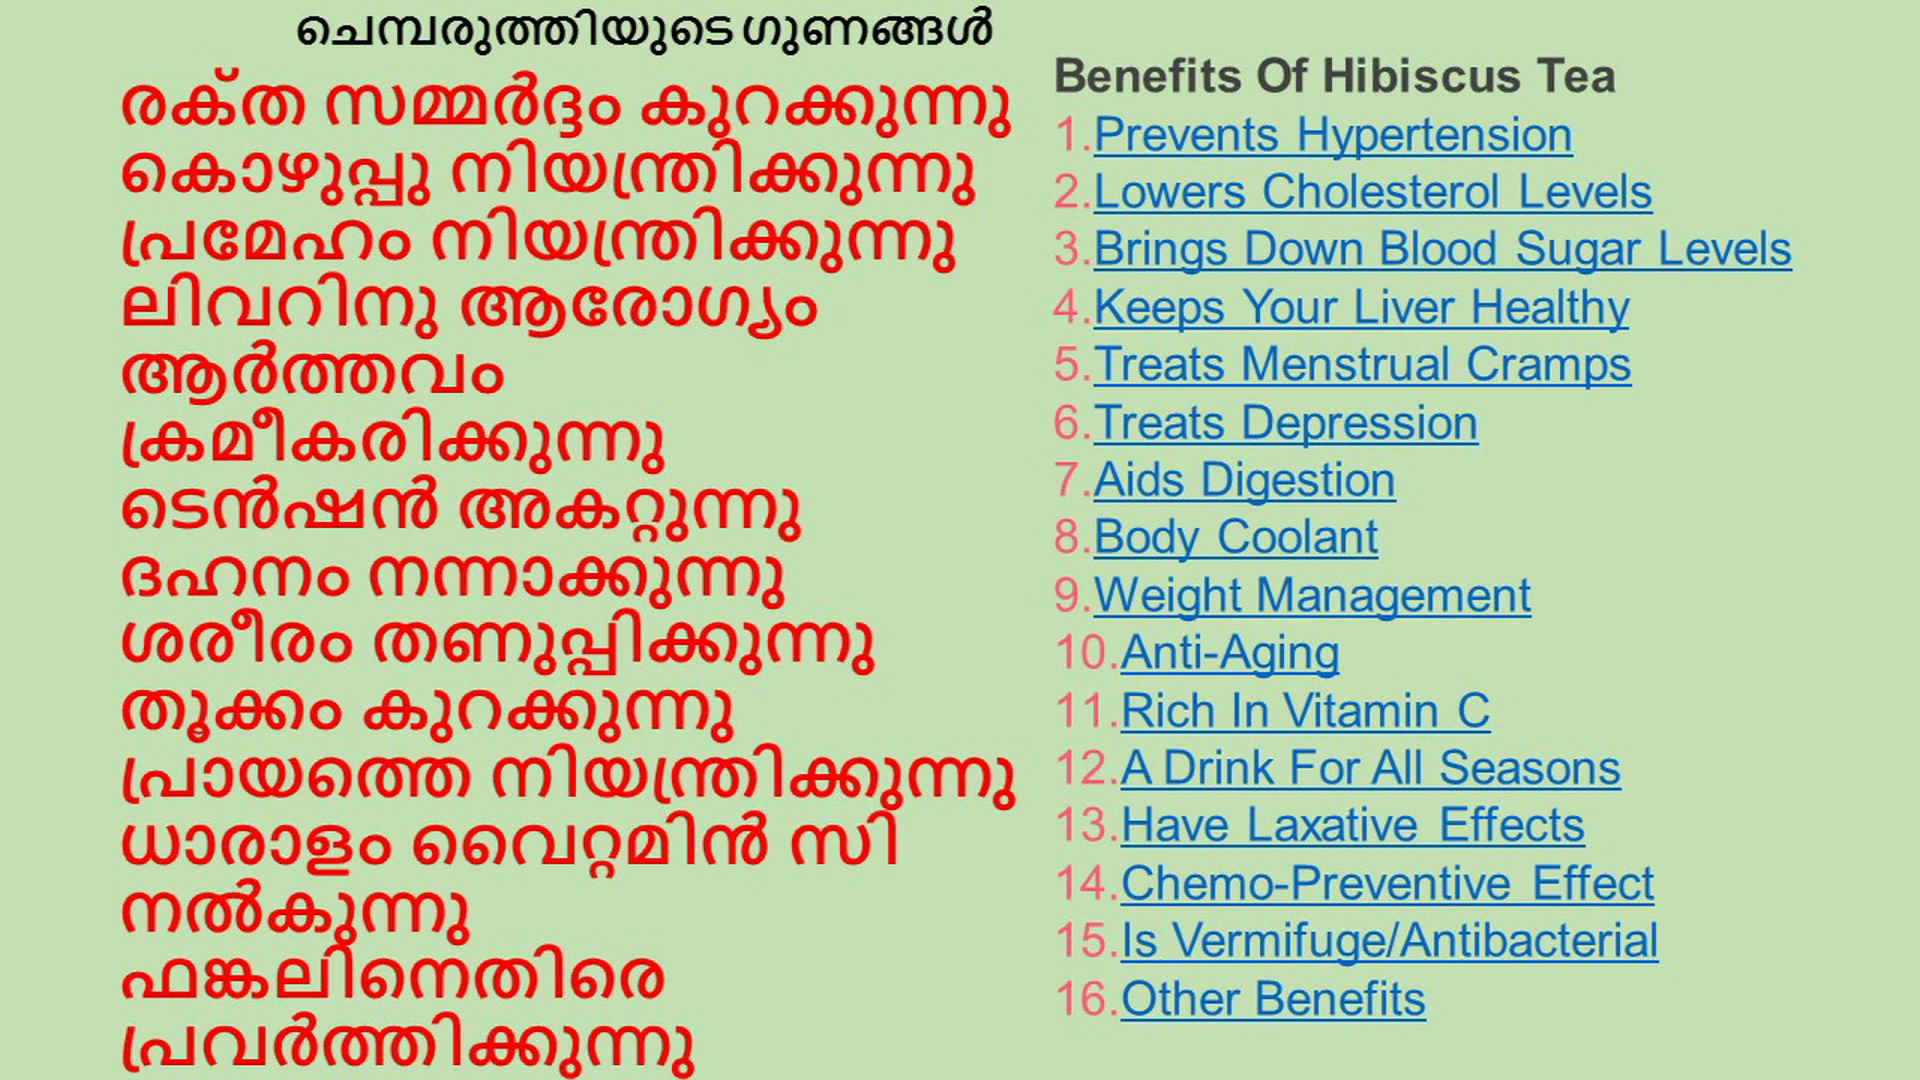 ചെമ്പരുത്തിയുടെ ഗുണങ്ങൾ
രക്ത സമ്മർദ്ദം കുറക്കുന്നു
കൊഴുപ്പു നിയന്ത്രിക്കുന്നു
പ്രമേഹം നിയന്ത്രിക്കുന്നു
ലിവറിനു ആരോഗ്യം
ആർത്തവം
ക്രമീകരിക്കുന്നു
ടെൻഷൻ അകറ്റുന്നു
ദഹനം നന്നാക്കുന്നു
ശരീരം തണുപ്പിക്കുന്നു
തൂക്കം കുറക്കുന്നു
പ്രായത്തെ നിയന്ത്രിക്കുന്നു
ധാരാളം വൈറ്റമിൻ സി
നൽകുന്നു
ഫങ്കലിനെതിരെ
പ്രവർത്തിക്കുന്നു
Benefits Of Hibiscus Tea
1.Prevents Hypertension
2.Lowers Cholesterol Levels
3.Brings Down Blood Sugar Levels
4.Keeps Your Liver Healthy
5.Treats Menstrual Cramps
6.Treats Depression
7.Aids Digestion
8.Body Coolant
9.Weight Management
10.Anti-Aging
11.Rich In Vitamin C
12.A Drink For All Seasons
13.Have Laxative Effects
14.Chemo-Preventive Effect
15.Is Vermifuge/Antibacterial
16.Other Benefits